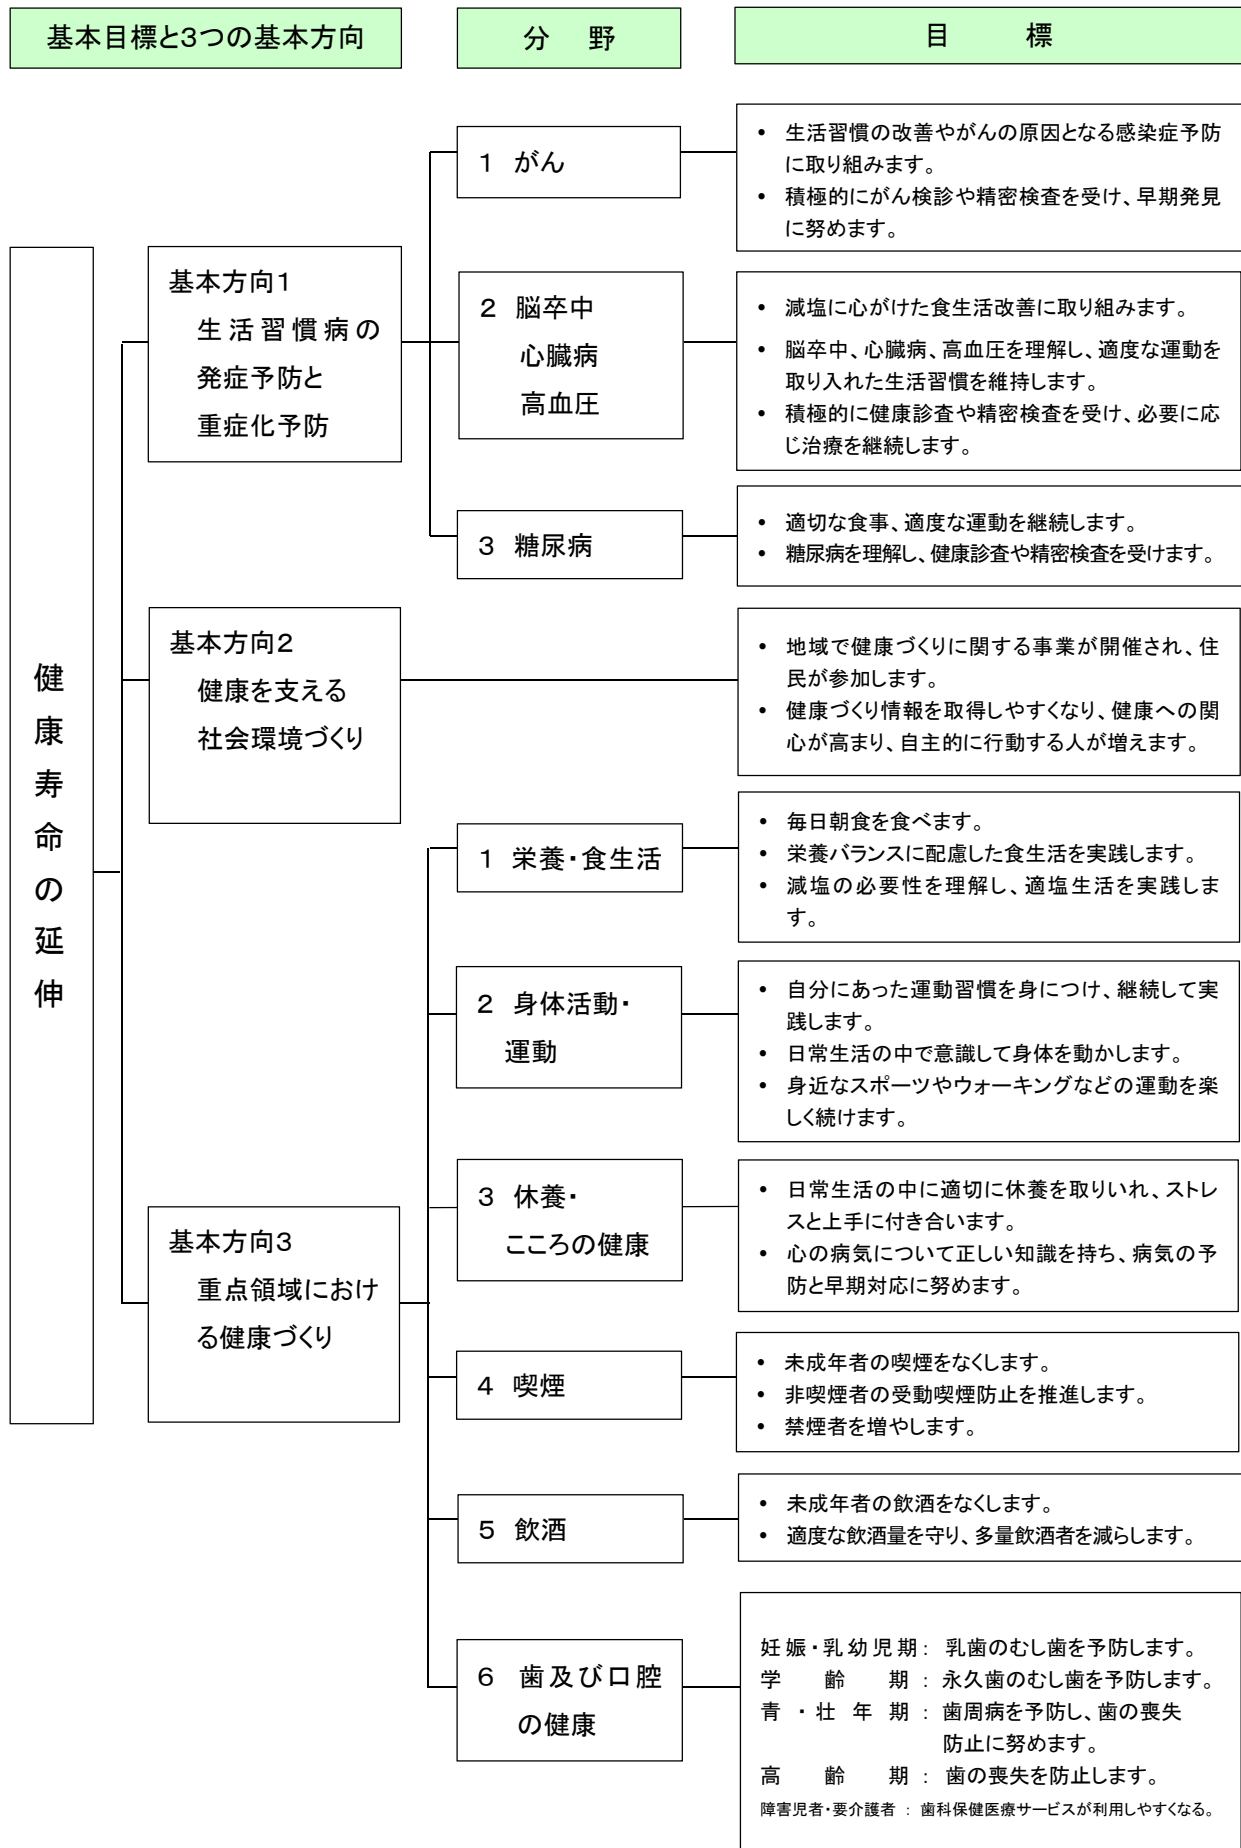 基本目標と3つの基本方向
分 野
目 標
健康寿命の延伸
基本方向1
生活習慣病の
発症予防と
重症化予防
1 がん
• 生活習慣の改善やがんの原因となる感染症予防
に取り組みます。
• 積極的にがん検診や精密検査を受け、早期発見
に努めます。
2 脳卒中
心臓病
高血圧
• 減塩に心がけた食生活改善に取り組みます。
• 脳卒中、心臓病、高血圧を理解し、適度な運動を
取り入れた生活習慣を維持します。
• 積極的に健康診査や精密検査を受け、必要に応
じ治療を継続します。
3 糖尿病
• 適切な食事、適度な運動を継続します。
• 糖尿病を理解し、健康診査や精密検査を受けます。
基本方向2
健康を支える
社会環境づくり
• 地域で健康づくりに関する事業が開催され、住
民が参加します。
• 健康づくり情報を取得しやすくなり、健康への関
心が高まり、自主的に行動する人が増えます。
基本方向3
重点領域におけ
る健康づくり
1 栄養・食生活
• 毎日朝食を食べます。
• 栄養バランスに配慮した食生活を実践します。
• 減塩の必要性を理解し、適塩生活を実践しま
す。
2 身体活動・
運動
• 自分にあった運動習慣を身につけ、継続して実
践します。
• 日常生活の中で意識して身体を動かします。
• 身近なスポーツやウォーキングなどの運動を楽
しく続けます。
3 休養・
こころの健康
• 日常生活の中に適切に休養を取りいれ、ストレ
スと上手に付き合います。
• 心の病気について正しい知識を持ち、病気の予
防と早期対応に努めます。
4 喫煙
• 未成年者の喫煙をなくします。
• 非喫煙者の受動喫煙防止を推進します。
• 禁煙者を増やします。
5 飲酒
• 未成年者の飲酒をなくします。
• 適度な飲酒量を守り、多量飲酒者を減らします。
6 歯及び口腔
の健康
妊娠・乳幼児期: 乳歯のむし歯を予防します。
学 齢 期 : 永久歯のむし歯を予防します。
青 ・ 壮 年 期 : 歯周病を予防し、歯の喪失
防止に努めます。
高 齢 期 : 歯の喪失を防止します。
障害児者・要介護者 : 歯科保健医療サービスが利用しやすくなる。